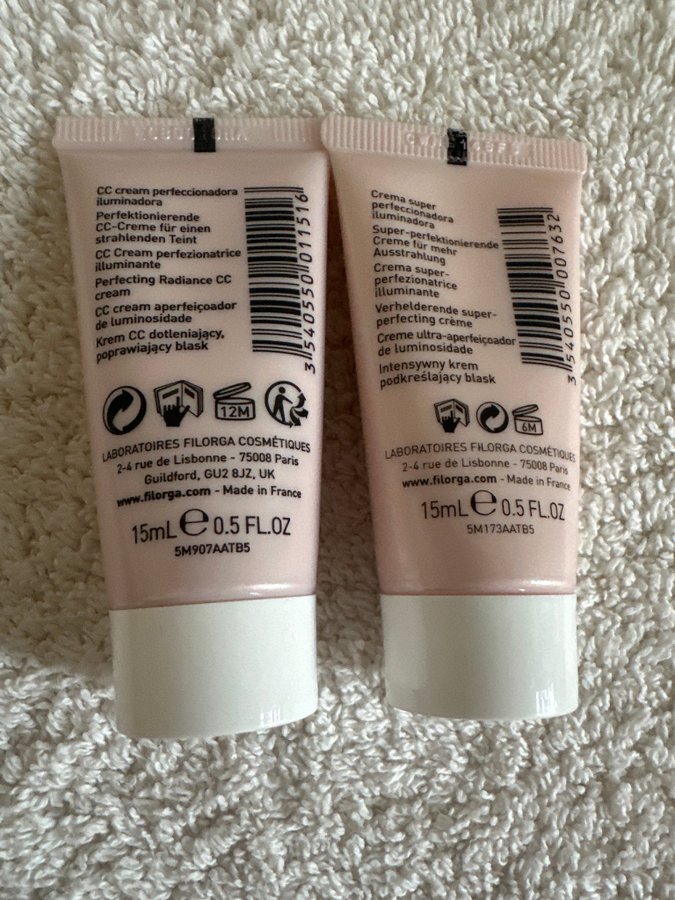 CC cream perfeccionadora
iluminadora
Perfektionierende
CC-Creme für einen
strahlenden Teint
CC Cream perfezionatrice
illuminante
Perfecting Radiance CC
cream
CC cream aperfeiçoador
de luminosidade
Krem CC dotleniający,
poprawiający blask
3 540550 011516
12M
LABORATOIRES FILORGA COSMÉTIQUES
2-4 rue de Lisbonne - 75008 Paris
Guildford, GU2 8JZ, UK
www.filorga.com - Made in France
15mL e 0.5 FL.OZ
5M907AATB5
Crema super
perfeccionadora
iluminadora
Super-perfektionierende
Creme für mehr
Ausstrahlung
Crema super-
perfezionatrice
illuminante
Verhelderende super-
perfecting crème
Creme ultra-aperfeiçoador
de luminosidade
Intensywny krem
podkreślający blask
3 540550 007632
6M
LABORATOIRES FILORGA COSMÉTIQUES
2-4 rue de Lisbonne - 75008 Paris
www.filorga.com - Made in France
15mL e 0.5 FL.OZ
5M173AATB5